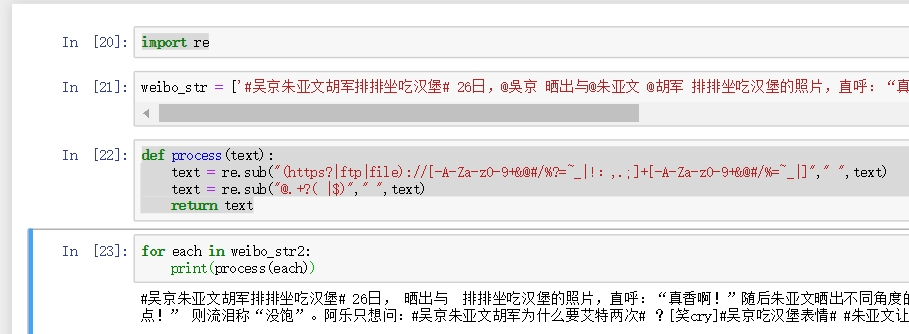 In [20]: import re
In [21]: weibo_str = ['#吴京朱亚文胡军排排坐吃汉堡# 26日，@吳京 晒出与@朱亚文 @胡军 排排坐吃汉堡的照片，直呼：“真
In [22]: def process(text):
text = re.sub("(https?|ftp|file)://[-A-Za-z0-9+&@#/%?=~_|!:,.;]+[-A-Za-z0-9+&@#/%=~_|]"," ",text)
text = re.sub("@.+?( |$)"," ",text)
return text
In [23]: for each in weibo_str2:
print(process(each))
#吴京朱亚文胡军排排坐吃汉堡# 26日， 晒出与  排排坐吃汉堡的照片，直呼：“真香啊！”随后朱亚文晒出不同角度的
点！” 则流泪称“没饱”。阿乐只想问：#吴京朱亚文胡军为什么要艾特两次# ？[笑cry]#吴京吃汉堡表情# #朱亚文让